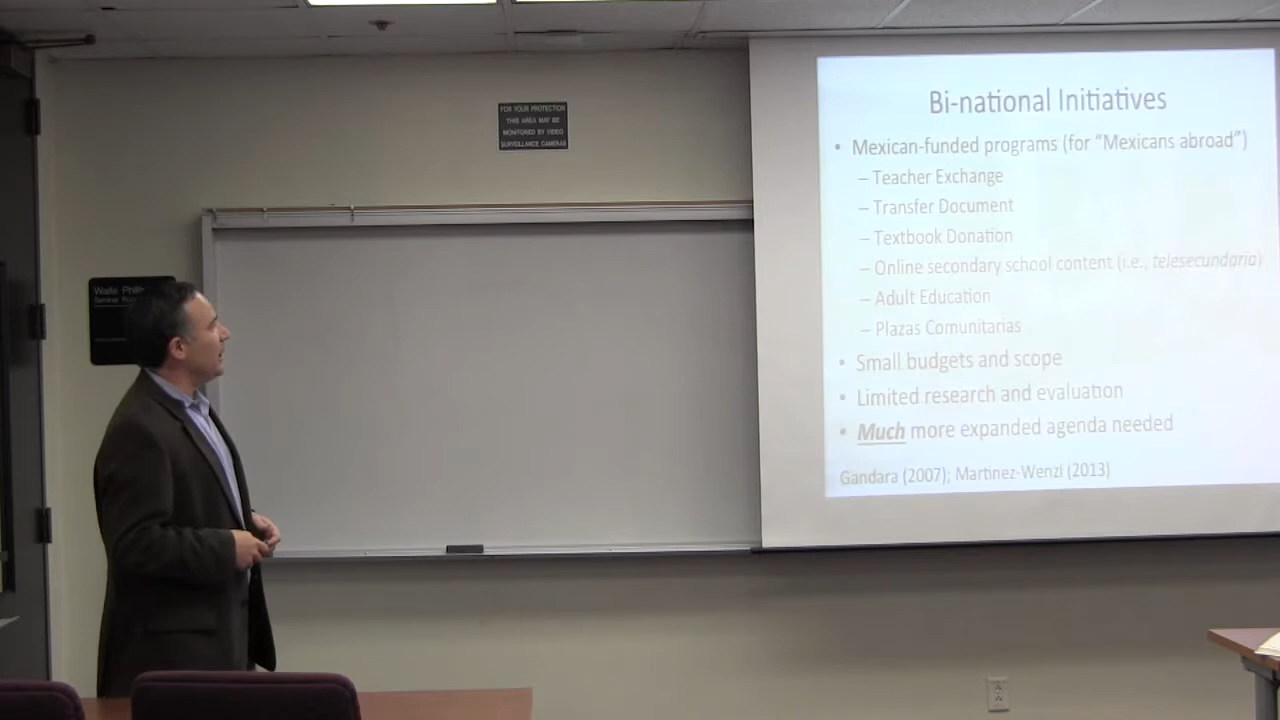 FOR YOUR PROTECTION
THIS AREA MAY BE
MONITORED BY VIDEO
SURVEILLANCE CAMERAS
Bi-national Initiatives
• Mexican-funded programs (for “Mexicans abroad”)
– Teacher Exchange
– Transfer Document
– Textbook Donation
– Online secondary school content (i.e., telesecundaria)
– Adult Education
– Plazas Comunitarias
• Small budgets and scope
• Limited research and evaluation
• Much more expanded agenda needed
Gandara (2007); Martinez-Wenzl (2013)
Waite
Seminar